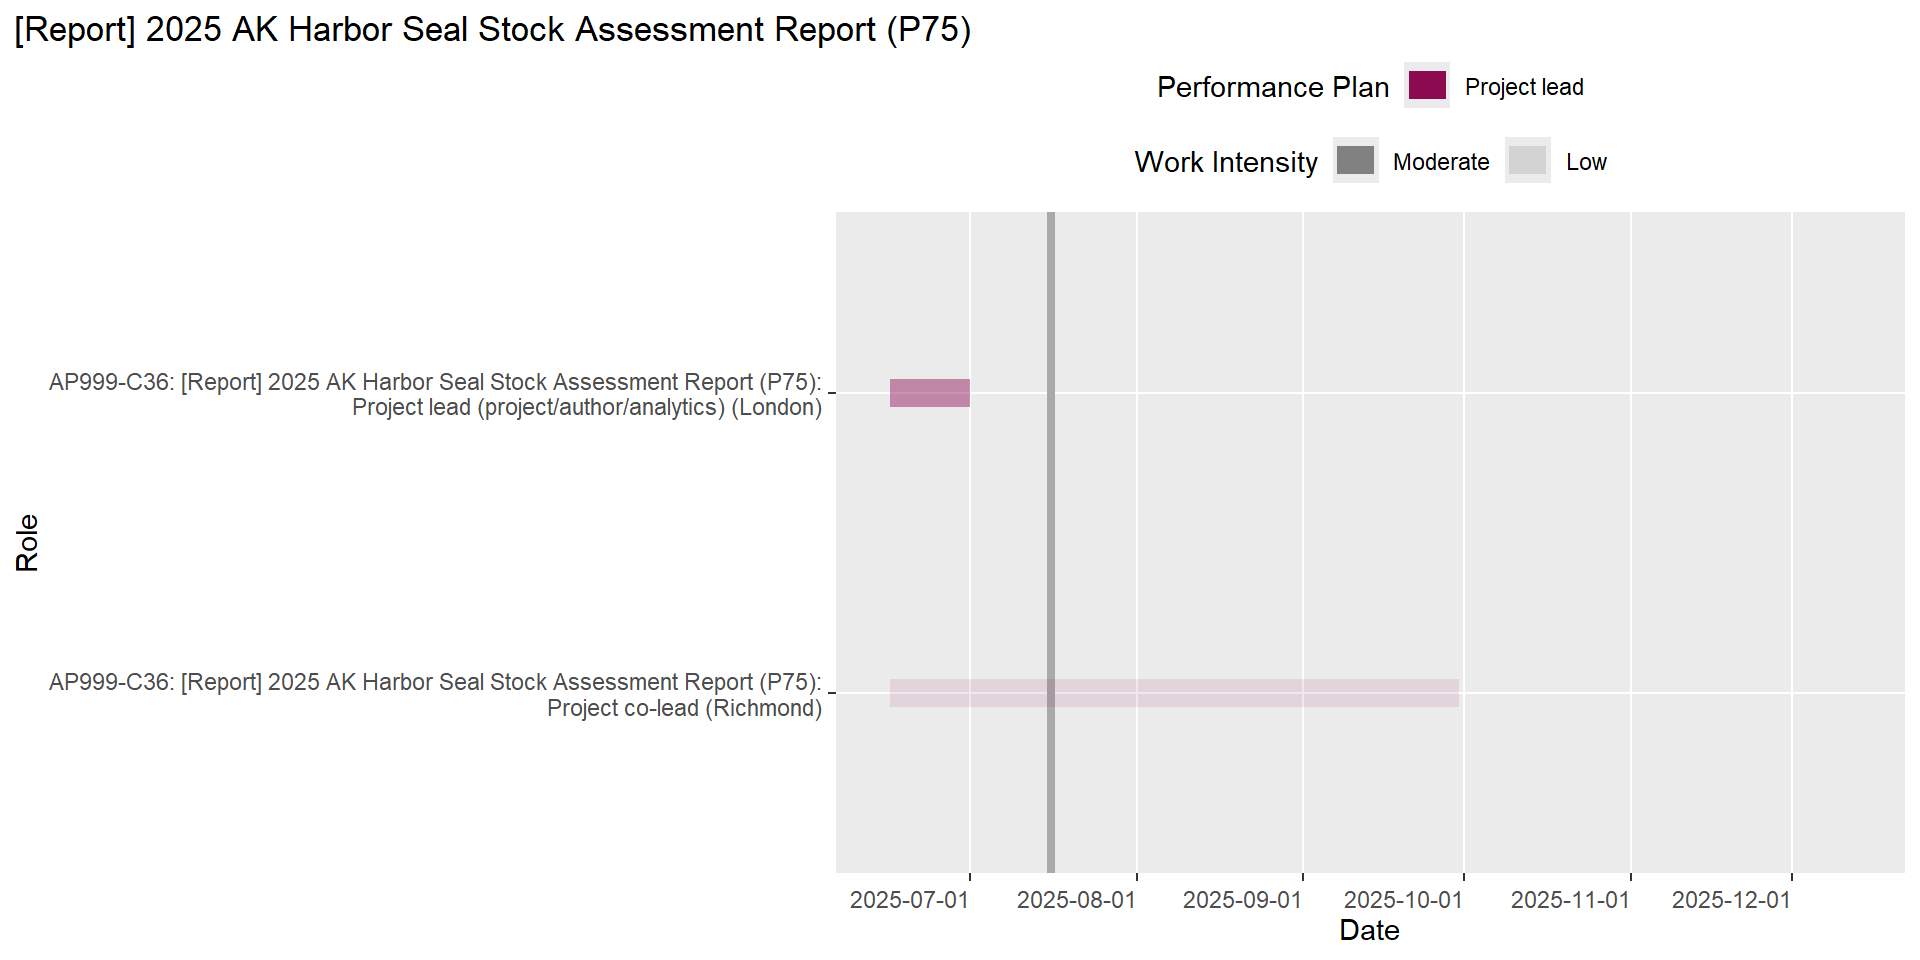 [Report] 2025 AK Harbor Seal Stock Assessment Report (P75)
Performance Plan Project lead
Work Intensity Moderate Low
AP999-C36: [Report] 2025 AK Harbor Seal Stock Assessment Report (P75):
Project lead (project/author/analytics) (London)
Role
AP999-C36: [Report] 2025 AK Harbor Seal Stock Assessment Report (P75):
Project co-lead (Richmond)
2025-07-01 2025-08-01 2025-09-01 2025-10-01 2025-11-01 2025-12-01
Date